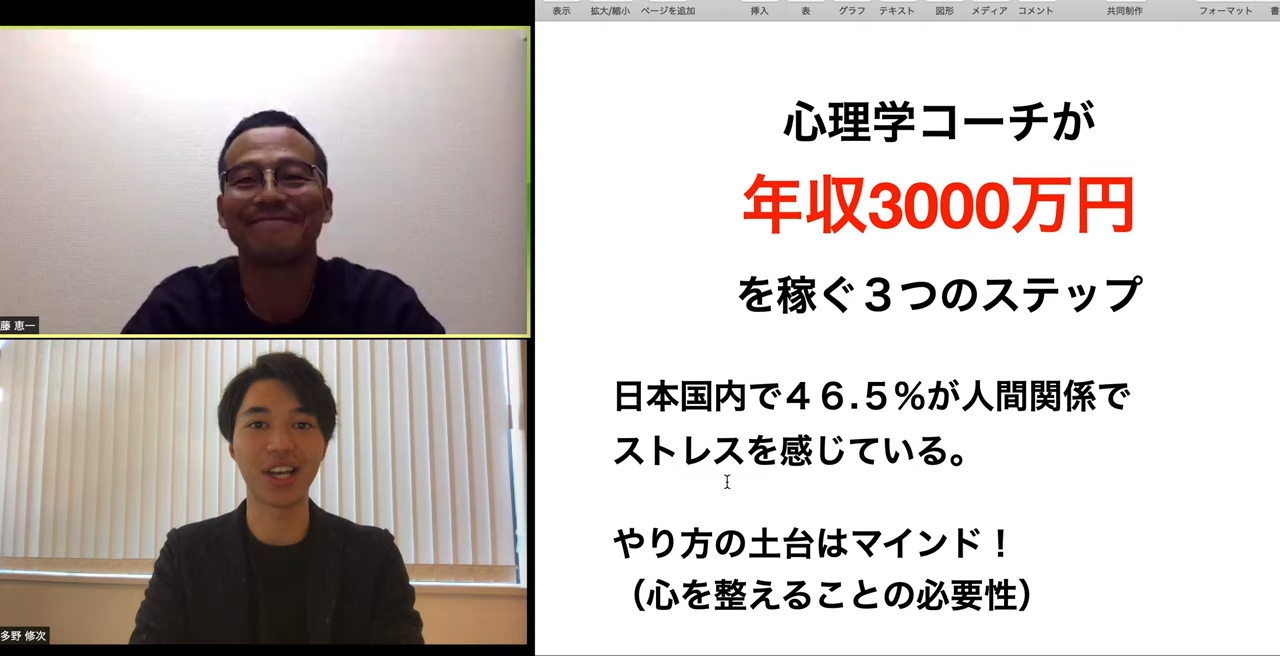 表示 拡大/縮小 ページを追加 挿入 表 グラフ テキスト 図形 メディア コメント 共同制作 フォーマット 書
心理学コーチが
年収3000万円
を稼ぐ３つのステップ
日本国内で４６.５％が人間関係で
ストレスを感じている。
やり方の土台はマインド！
（心を整えることの必要性）
藤 恵一
多野 修次